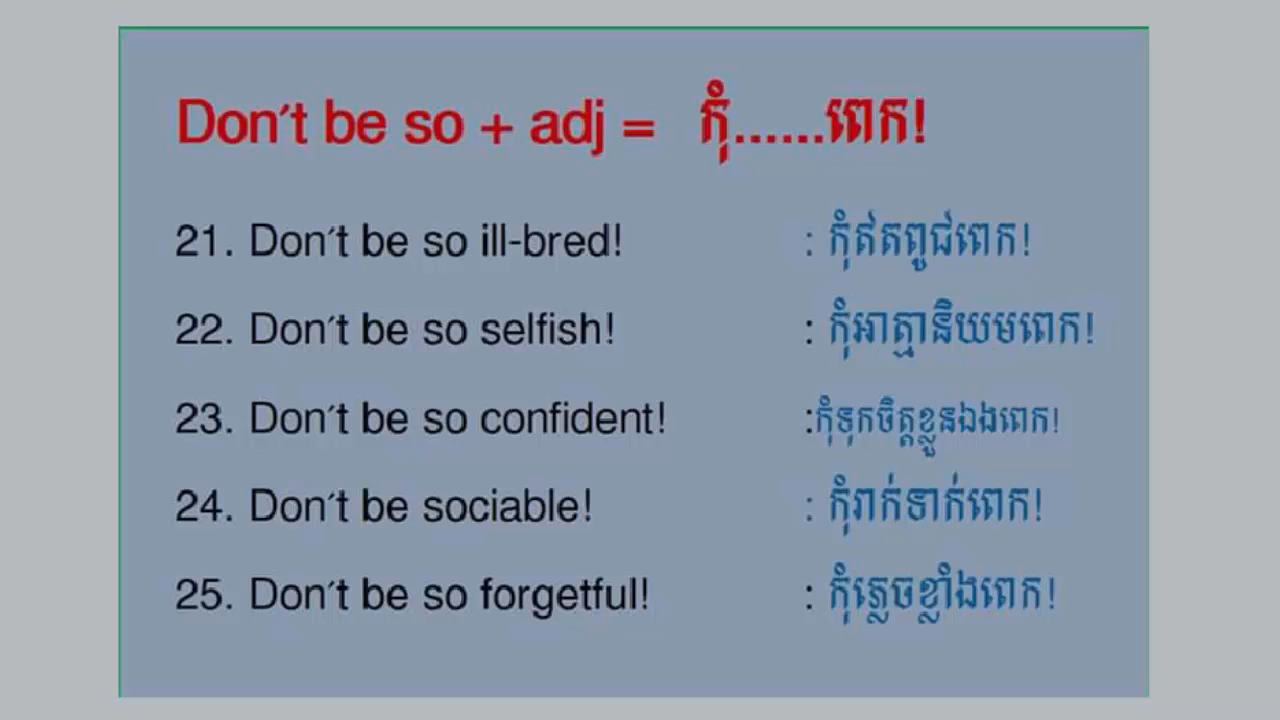 Don't be so + adj = កុំ......ពេក!
21. Don't be so ill-bred! : កុំឥតពូជពេក!
22. Don't be so selfish! : កុំអាត្មានិយមពេក!
23. Don't be so confident! :កុំទុកចិត្តខ្លួនឯងពេក!
24. Don't be sociable! : កុំរាក់ទាក់ពេក!
25. Don't be so forgetful! : កុំភ្លេចខ្លាំងពេក!